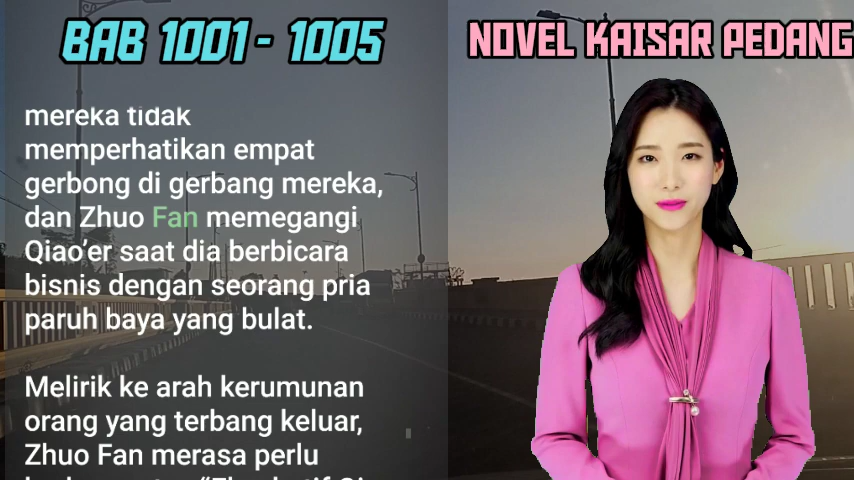 BAB 1001 - 1005
NOVEL KAISAR PEDANG
mereka tidak
memperhatikan empat
gerbong di gerbang mereka,
dan Zhuo Fan memegangi
Qiao’er saat dia berbicara
bisnis dengan seorang pria
paruh baya yang bulat.
Melirik ke arah kerumunan
orang yang terbang keluar,
Zhuo Fan merasa perlu